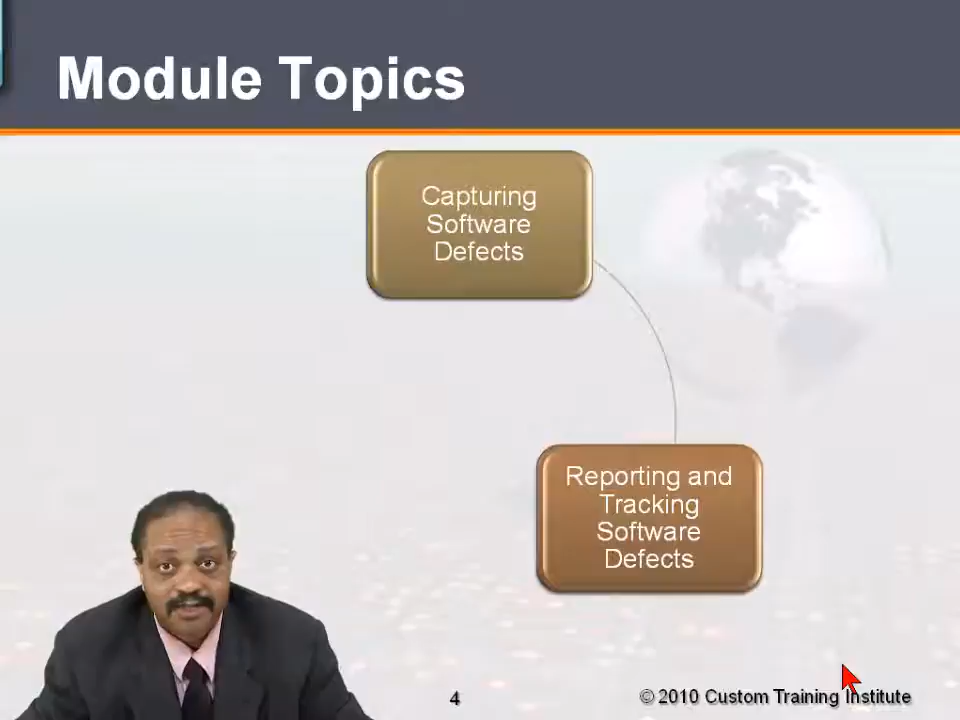 Module Topics
Capturing
Software
Defects
Reporting and
Tracking
Software
Defects
4
© 2010 Custom Training Institute